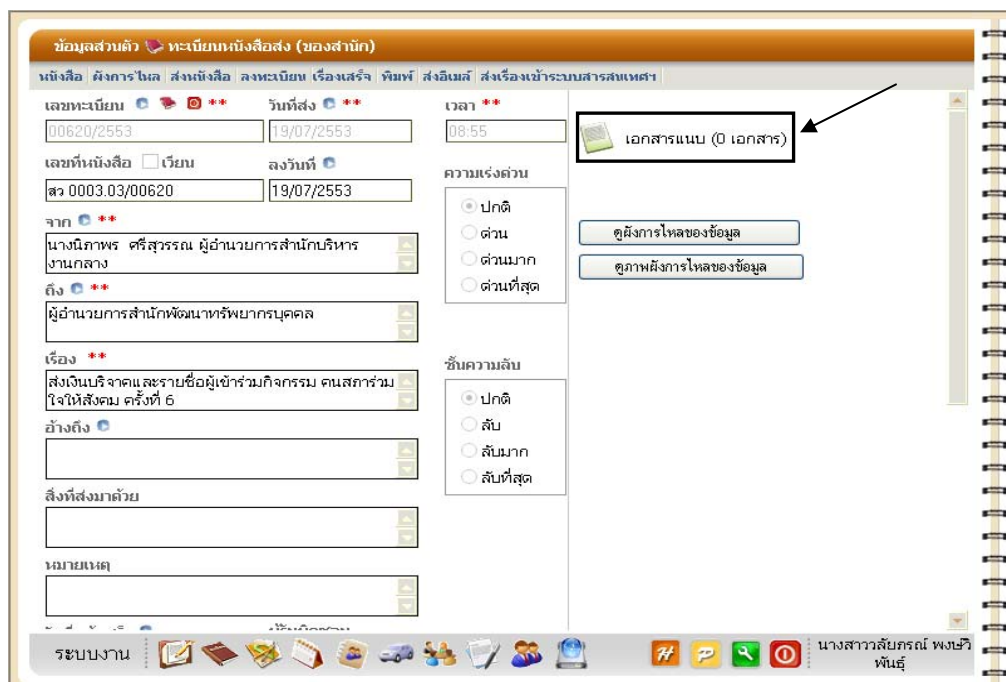 ข้อมูลส่วนตัว ทะเบียนหนังสือส่ง (ของสำนัก)
หนังสือ ผังการไหล ส่งหนังสือ ลงทะเบียน เรื่องเสร็จ พิมพ์ ส่งอีเมล์ ส่งเรื่องเข้าระบบสารสนเทศฯ
เลขทะเบียน ** วันที่ส่ง ** เวลา **
00620/2553 19/07/2553 08:55
เอกสารแนบ (0 เอกสาร)
เลขที่หนังสือ เวียน ลงวันที่
สว 0003.03/00620 19/07/2553
ความเร่งด่วน
ปกติ
ด่วน
ด่วนมาก
ด่วนที่สุด
จาก **
นางนิภาพร ศรีสุวรรณ ผู้อำนวยการสำนักบริหาร
งานกลาง
ดูผังการไหลของข้อมูล
ดูภาพผังการไหลของข้อมูล
ถึง **
ผู้อำนวยการสำนักพัฒนาทรัพยากรบุคคล
เรื่อง **
ส่งเงินบริจาคและรายชื่อผู้เข้าร่วมกิจกรรม คนสภาร่วม
ใจให้สังคม ครั้งที่ 6
ชั้นความลับ
ปกติ
ลับ
ลับมาก
ลับที่สุด
อ้างถึง
สิ่งที่ส่งมาด้วย
หมายเหตุ
ระบบงาน
H P
นางสาววลัยภรณ์ พงษ์วิ
พันธุ์